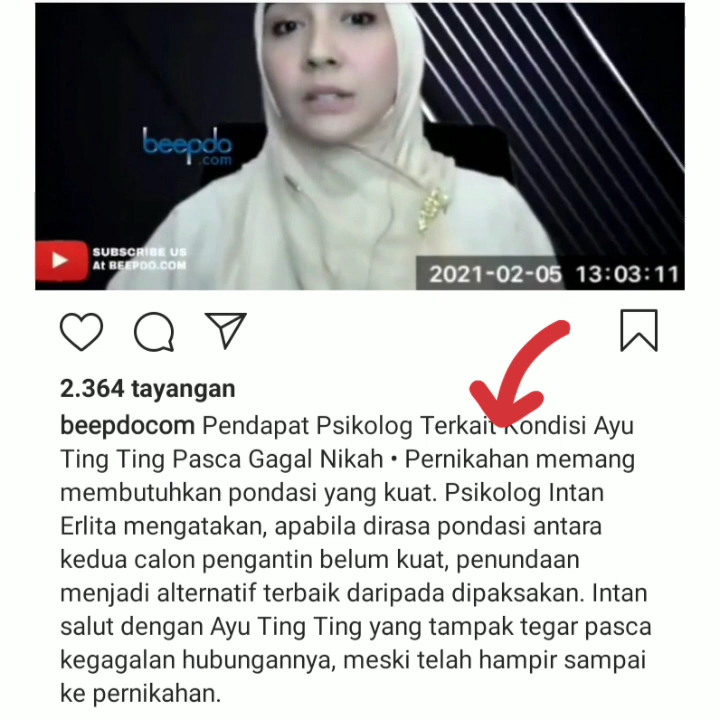 beepdo
.com
SUBSCRIBE US
At BEEPDO.COM
2021-02-05 13:03:11
2.364 tayangan
beepdocom Pendapat Psikolog Terkait Kondisi Ayu
Ting Ting Pasca Gagal Nikah • Pernikahan memang
membutuhkan pondasi yang kuat. Psikolog Intan
Erlita mengatakan, apabila dirasa pondasi antara
kedua calon pengantin belum kuat, penundaan
menjadi alternatif terbaik daripada dipaksakan. Intan
salut dengan Ayu Ting Ting yang tampak tegar pasca
kegagalan hubungannya, meski telah hampir sampai
ke pernikahan.